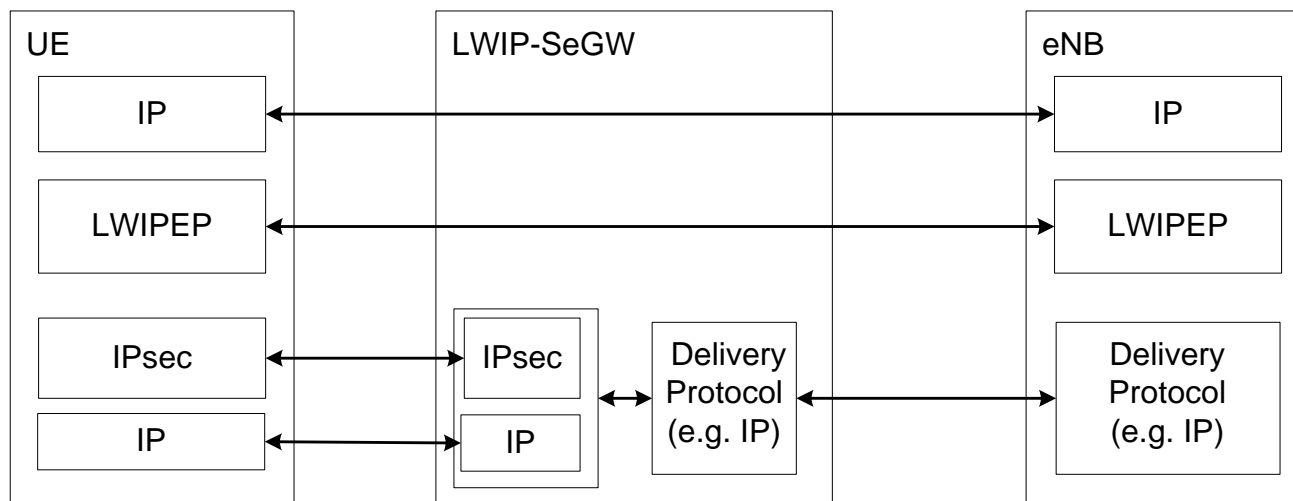 UE
LWIP-SeGW
eNB
IP
IP
LWIPEP
LWIPEP
IPsec
IPsec
Delivery
Protocol
(e.g. IP)
Delivery
Protocol
(e.g. IP)
IP
IP